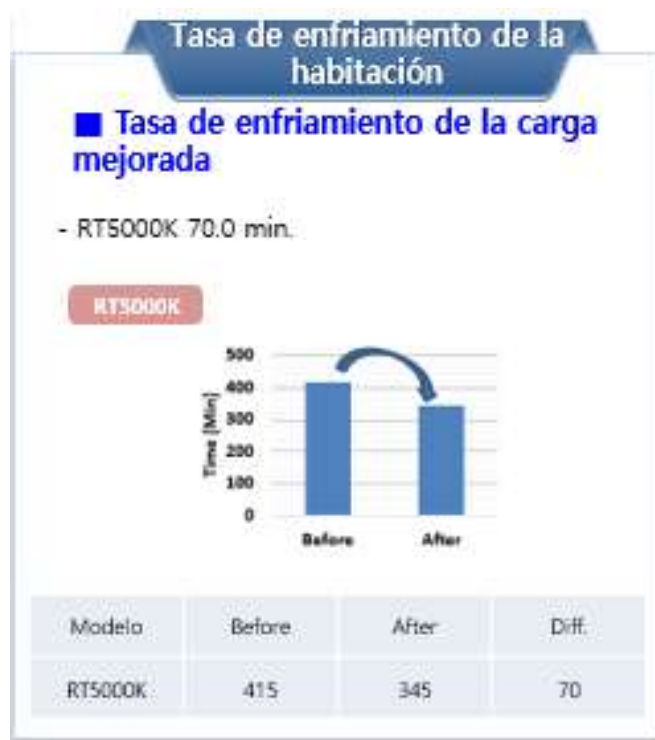 Tasa de enfriamiento de la
habitación
■ Tasa de enfriamiento de la carga
mejorada
- RT5000K 70.0 min.
RT5000K
500
400
300
200
100
0
Time [Min]
Before After
Modelo Before After Diff.
RT5000K 415 345 70